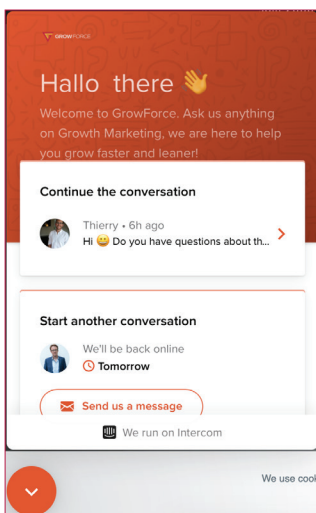 GROWFORCE
Hallo there 👋
Welcome to GrowForce. Ask us anything
on Growth Marketing, we are here to help
you grow faster and leaner!
Continue the conversation
Thierry • 6h ago
Hi 😀 Do you have questions about th...
Start another conversation
We'll be back online
Tomorrow
Send us a message
We run on Intercom
We use cook